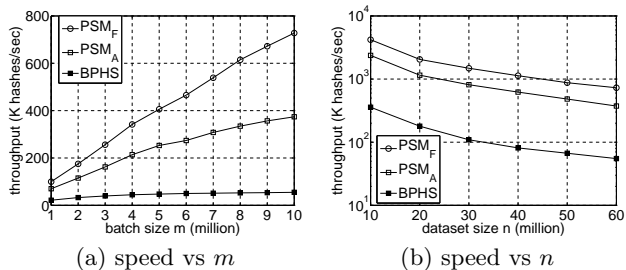 throughput (K hashes/sec)
800
600
400
200
0
PSM_F
PSM_A
BPHS
1 2 3 4 5 6 7 8 9 10
batch size m (million)
(a) speed vs m
throughput (K hashes/sec)
10^4
10^3
10^2
10^1
PSM_F
PSM_A
BPHS
10 20 30 40 50 60
dataset size n (million)
(b) speed vs n